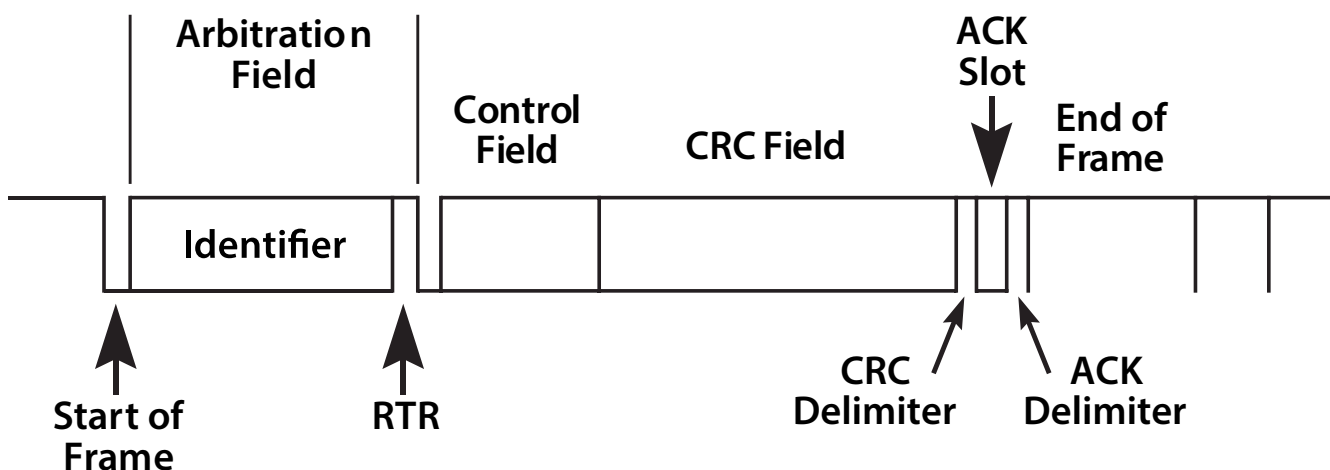 Arbitration
Field
ACK
Slot
Control
Field
CRC Field
End of
Frame
Identifier
Start of
Frame
RTR
CRC
Delimiter
ACK
Delimiter